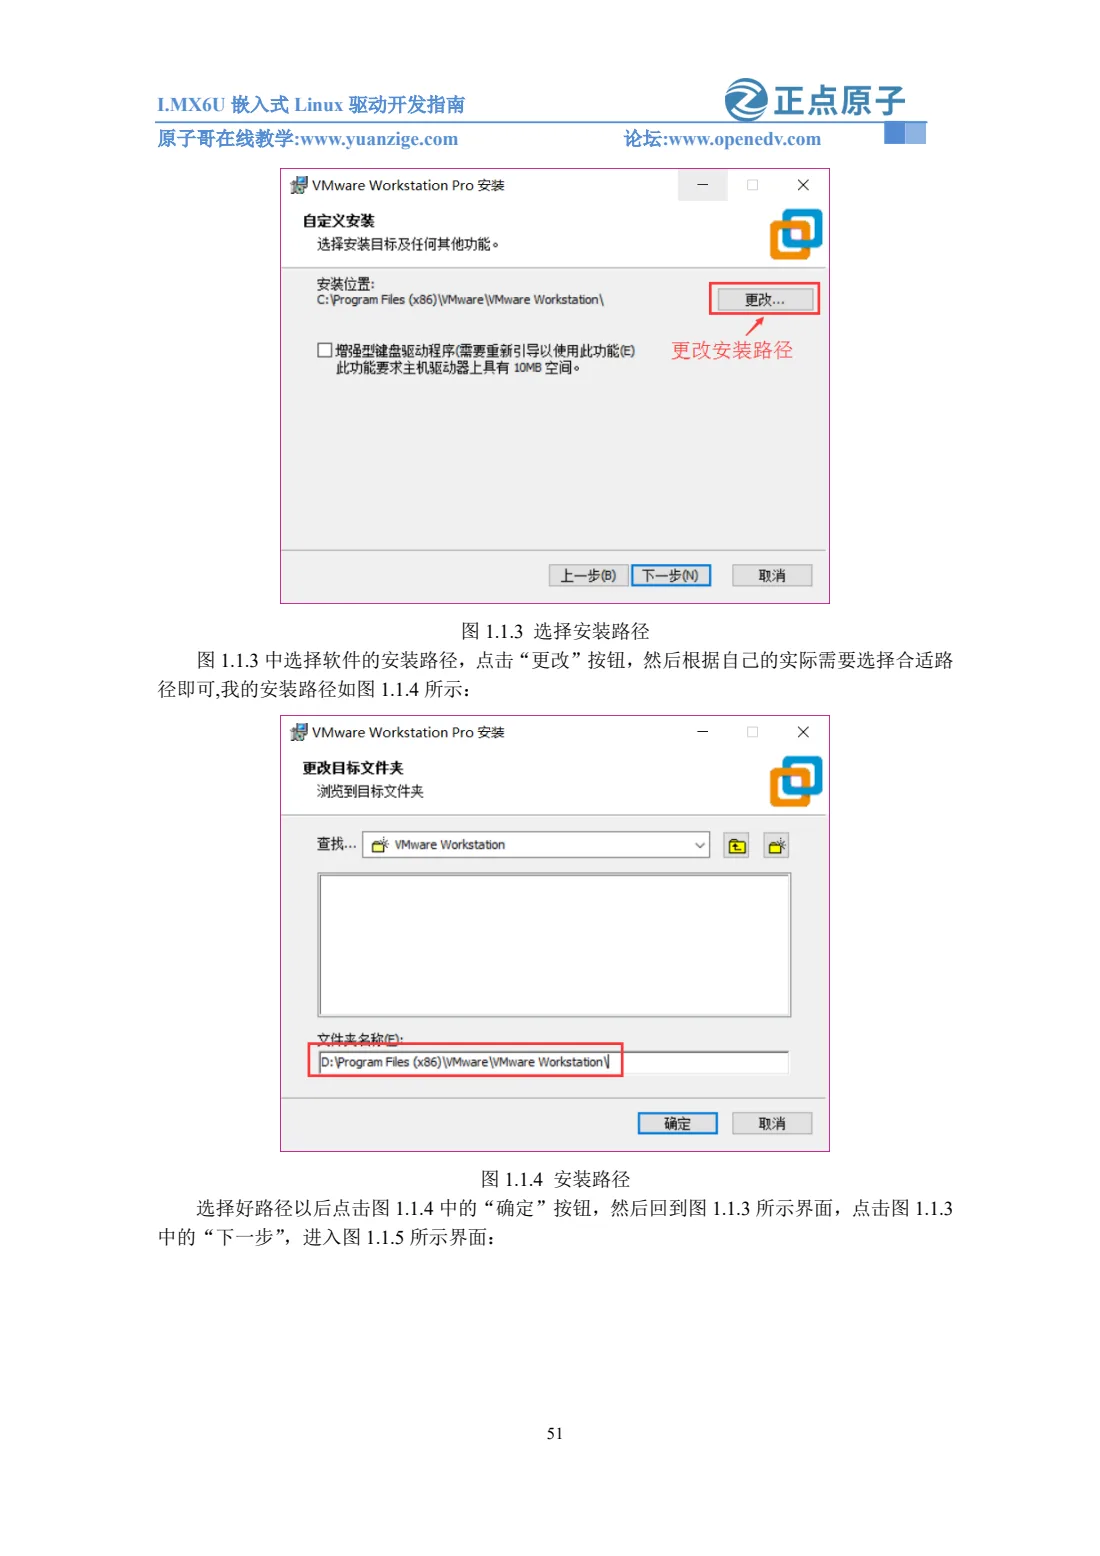 I.MX6U 嵌入式 Linux 驱动开发指南
正点原子
原子哥在线教学:www.yuanzige.com 论坛:www.openedv.com
VMware Workstation Pro 安装
自定义安装
选择安装目标及任何其他功能。
安装位置:
C:\Program Files (x86)\VMware\VMware Workstation\
更改...
增强型键盘驱动程序(需要重新引导以使用此功能(E)
此功能要求主机驱动器上具有 10MB 空间。
更改安装路径
上一步(B) 下一步(N) 取消
图 1.1.3 选择安装路径
图 1.1.3 中选择软件的安装路径，点击“更改”按钮，然后根据自己的实际需要选择合适路
径即可,我的安装路径如图 1.1.4 所示：
VMware Workstation Pro 安装
更改目标文件夹
浏览到目标文件夹
查找... VMware Workstation
文件夹名称(F):
D:\Program Files (x86)\VMware\VMware Workstation\
确定 取消
图 1.1.4 安装路径
选择好路径以后点击图 1.1.4 中的“确定”按钮，然后回到图 1.1.3 所示界面，点击图 1.1.3
中的“下一步”，进入图 1.1.5 所示界面：
51